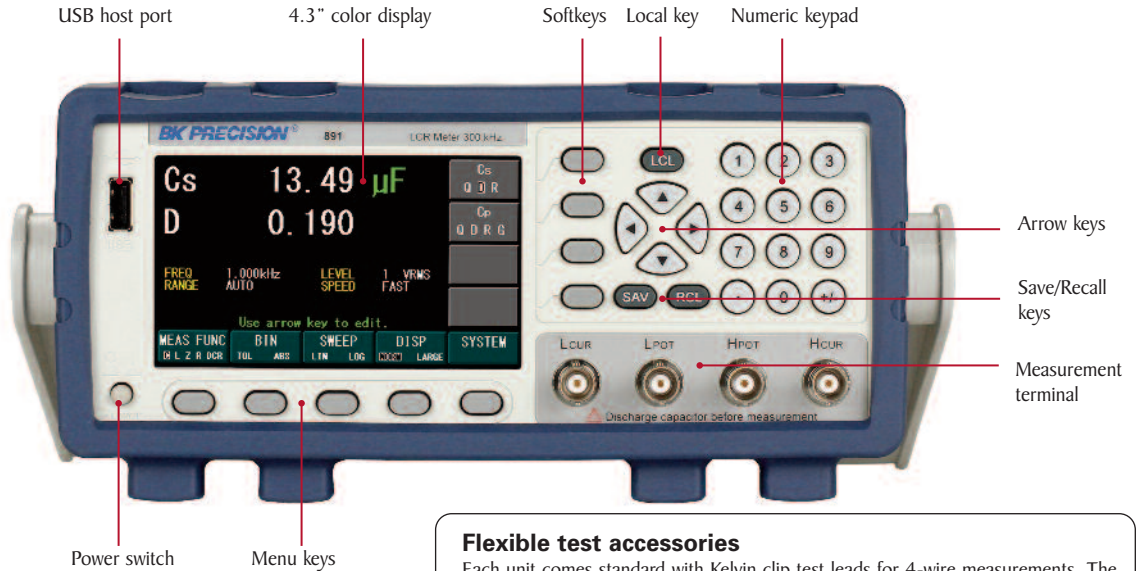 USB host port
4.3” color display
Softkeys
Local key
Numeric keypad
BK PRECISION®
891
LCR Meter 300 kHz
Cs 13.49 µF
D 0.190
Cs
Q D R
Cp
Q D R G
FREQ 1.000kHz LEVEL 1 VRMS
RANGE AUTO SPEED FAST
Use arrow key to edit.
MEAS FUNC BIN SWEEP DISP SYSTEM
C L Z R DCR TOL ABS LIN LOG LARGE
LCL
1 2 3
4 5 6
7 8 9
SAV RCL
0 +/-
Arrow keys
Save/Recall
keys
LCUR LPOT HPOT HCUR
Discharge capacitor before measurement
Measurement
terminal
Power switch
Menu keys
Flexible test accessories
Each unit comes standard with Kelvin clip test leads for 4-wire measurements. The